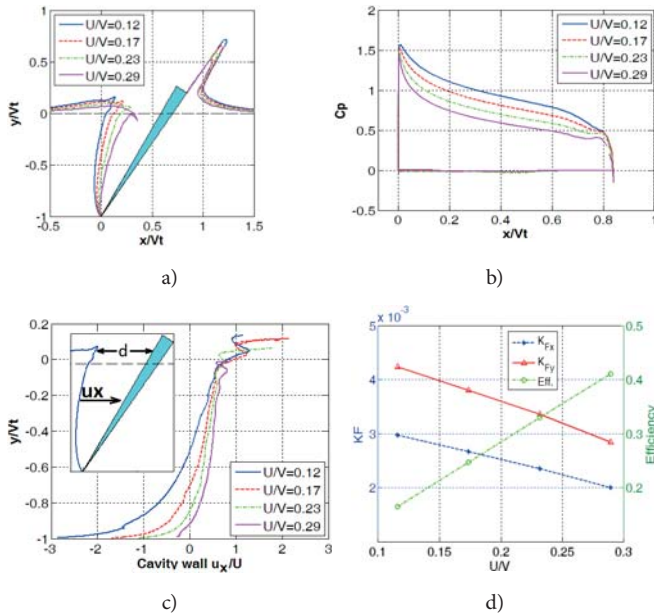 U/V=0.12
U/V=0.17
U/V=0.23
U/V=0.29
y/Vt
1
0.5
0
-0.5
-1
-0.5 0 0.5 1 1.5
x/Vt
a)
U/V=0.12
U/V=0.17
U/V=0.23
U/V=0.29
Cp
2
1.5
1
0.5
0
-0.5
0 0.2 0.4 0.6 0.8 1
x/Vt
b)
d
ux
U/V=0.12
U/V=0.17
U/V=0.23
U/V=0.29
y/Vt
0.2
0
-0.2
-0.4
-0.6
-0.8
-1
-3 -2 -1 0 1 2 3
Cavity wall ux/U
c)
x 10⁻³
KFx
KFy
Eff.
KF
5
4
3
2
Efficiency
0.5
0.4
0.3
0.2
0.1 0.15 0.2 0.25 0.3
U/V
d)